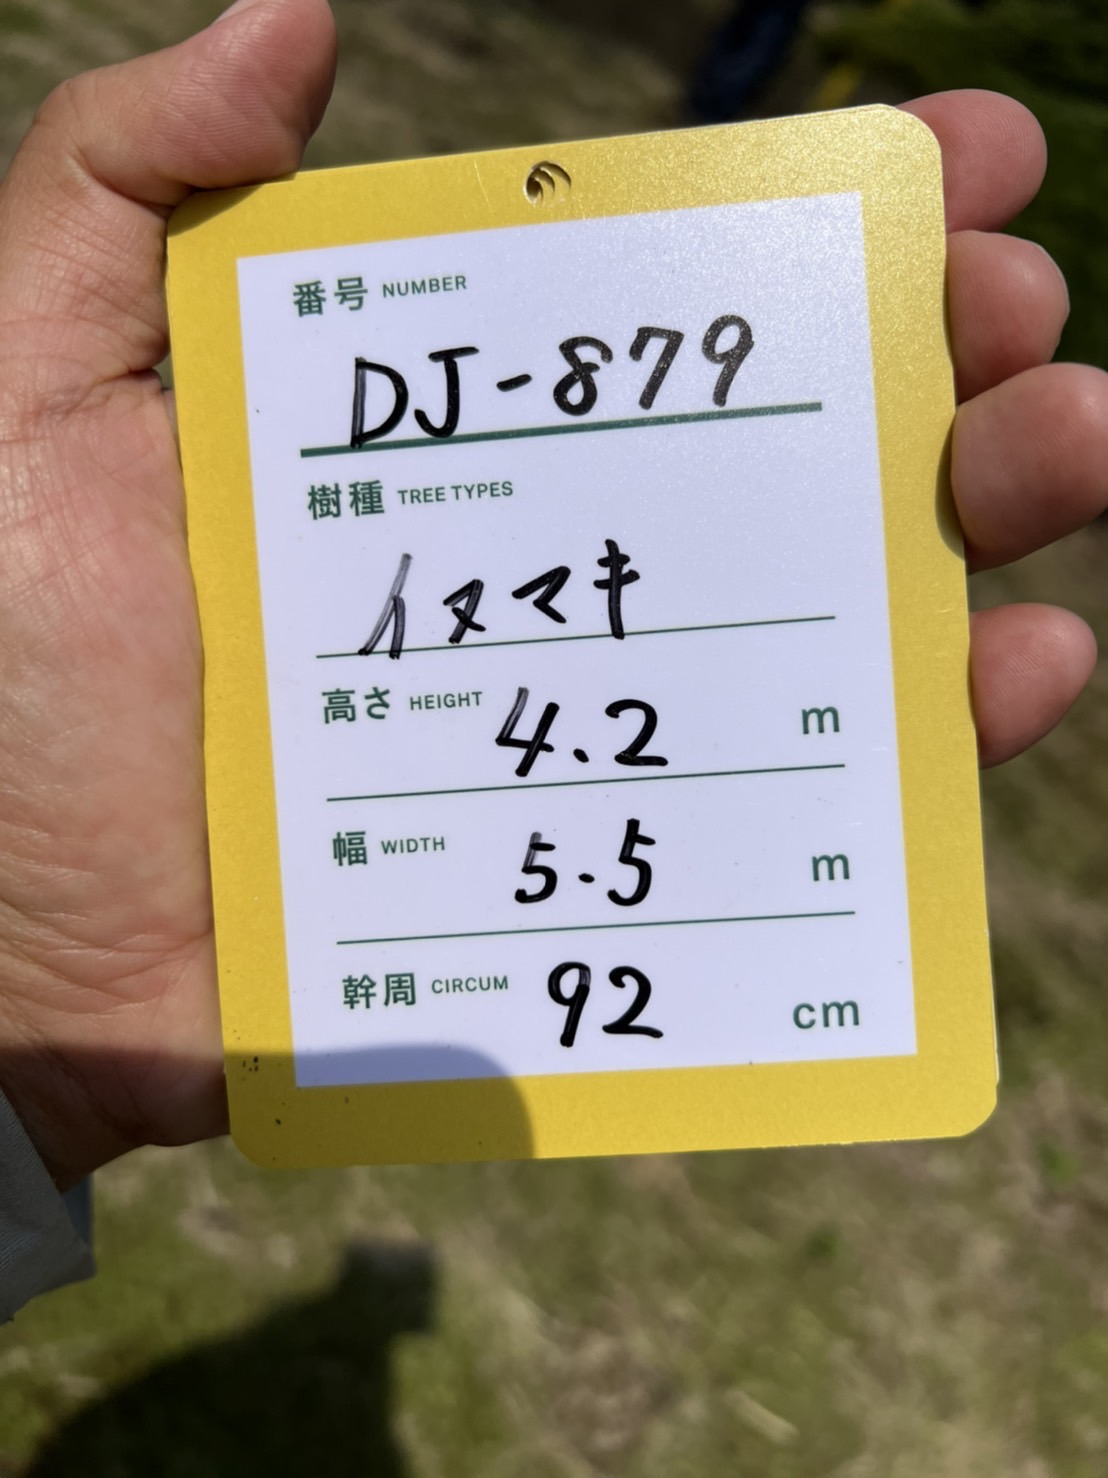 番号 NUMBER
DJ-879
樹種 TREE TYPES
イヌマキ
高さ HEIGHT 4.2 m
幅 WIDTH 5.5 m
幹周 CIRCUM 92 cm